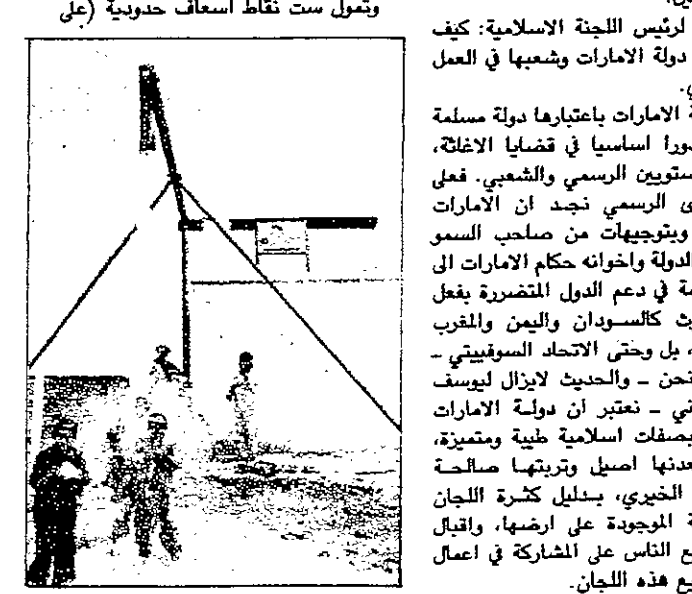 لرئيس اللجنة الاسلامية: كيف
دولة الامارات وشعبها في العمل
الامارات باعتبارها دولة مسلمة
اساسيا في قضايا الاغاثة،
الرسمي والشعبي. فعلى
الرسمي نجد ان الامارات
وبتوجيهات من صاحب السمو
الدولة واخوانه حكام الامارات الى
في دعم الدول المتضررة بفعل
كالسودان واليمن والمغرب
، بل وحتى الاتحاد السوفييتي –
– والحديث لايزال ليوسف
– نعتبر ان دولة الامارات
بصفات اسلامية طيبة ومتميزة،
اصيل وتربتها صالحة
الخيري، بدليل كثرة اللجان
الموجودة على ارضها، واقبال
الناس على المشاركة في اعمال
هذه اللجان.
وتمول ست نقاط اسعاف حدودية (على